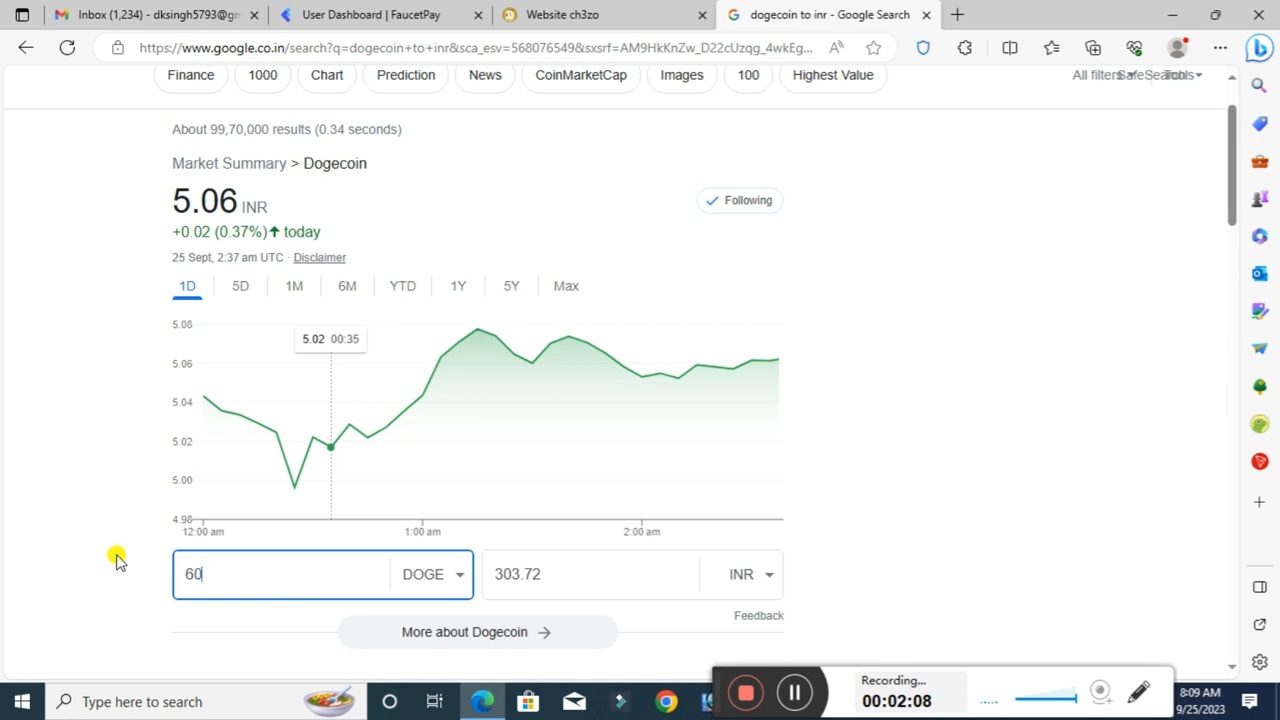 Inbox (1,234) - dksingh5793@gm
User Dashboard | FaucetPay
Website ch3zo
dogecoin to inr - Google Search
https://www.google.co.in/search?q=dogecoin+to+inr&sca_esv=568076549&sxsrf=AM9HkKnZw_D22cUzqg_4wkEg...
Finance
1000
Chart
Prediction
News
CoinMarketCap
Images
100
Highest Value
All filters
SafeSearch
Tools
About 99,70,000 results (0.34 seconds)
Market Summary > Dogecoin
5.06 INR
Following
+0.02 (0.37%) today
25 Sept, 2:37 am UTC · Disclaimer
1D
5D
1M
6M
YTD
1Y
5Y
Max
5.08
5.02 00:35
5.06
5.04
5.02
5.00
4.98
12:00 am
1:00 am
2:00 am
60
DOGE
303.72
INR
Feedback
More about Dogecoin
Recording...
00:02:08
Type here to search
8:09 AM
9/25/2023